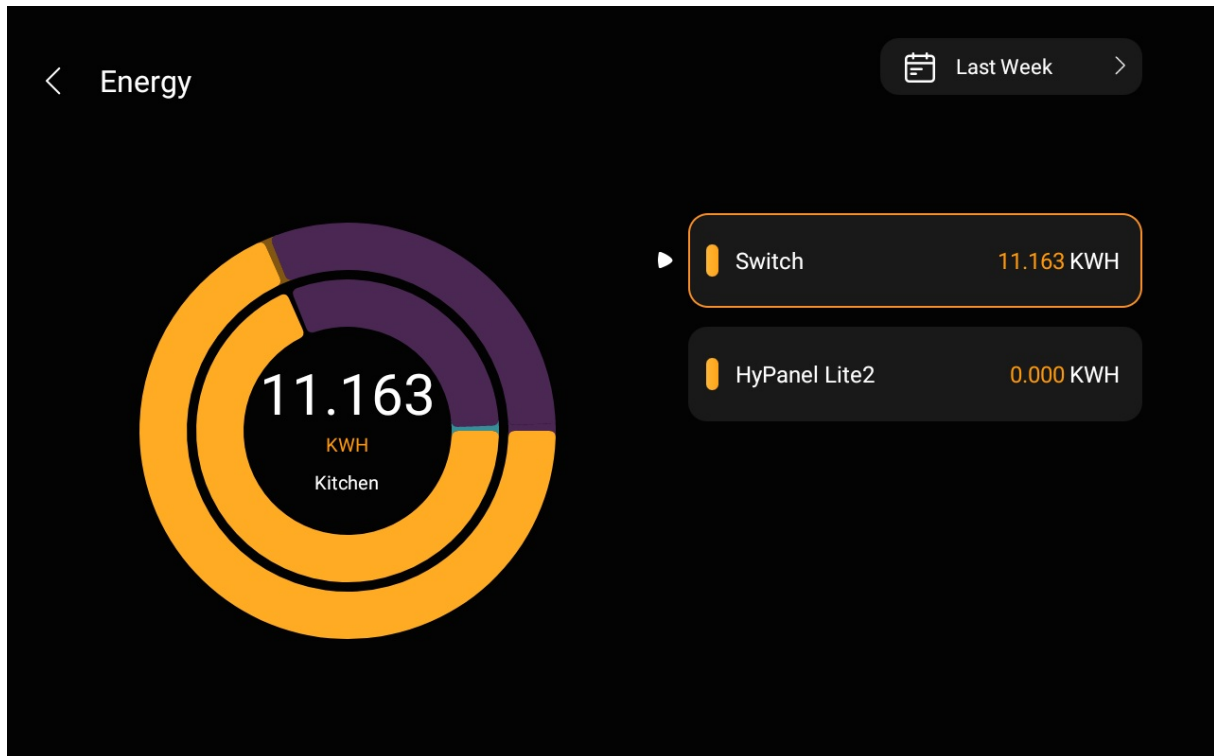 Energy
Last Week
11.163
KWH
Kitchen
Switch 11.163 KWH
HyPanel Lite2 0.000 KWH